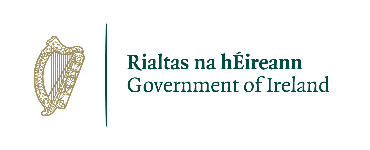 Rialtas na hÉireann
Government of Ireland